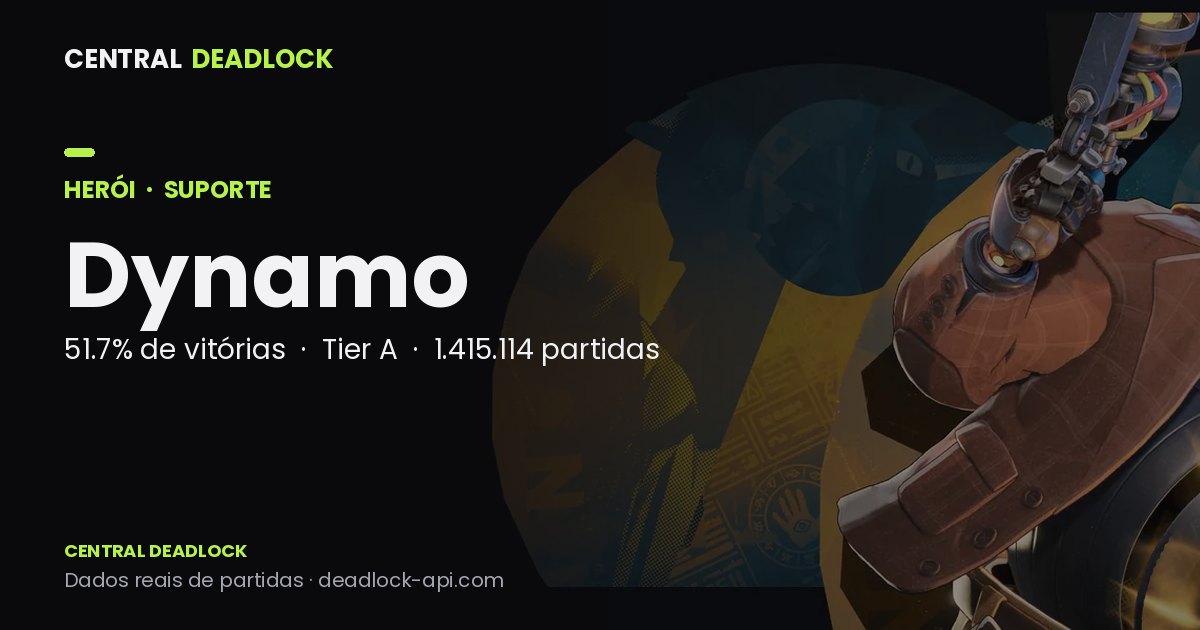 CENTRAL DEADLOCK
HERÓI · SUPORTE
Dynamo
51.7% de vitórias · Tier A · 1.415.114 partidas
CENTRAL DEADLOCK
Dados reais de partidas · deadlock-api.com